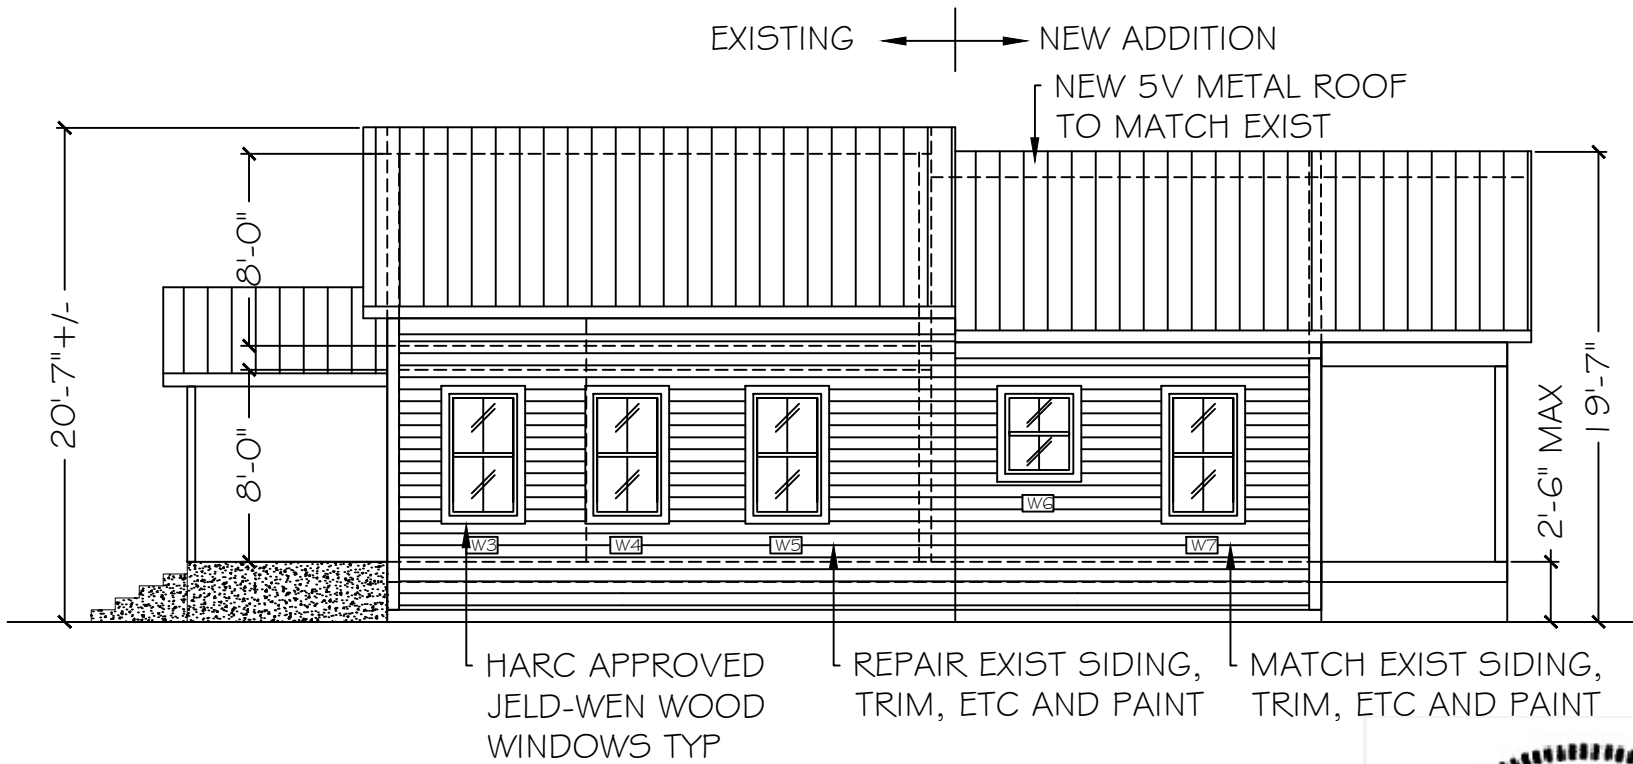 EXISTING NEW ADDITION
NEW 5V METAL ROOF
TO MATCH EXIST
20'-7"+/-
8'-0"
8'-0"
W3
W4
W5
W6
W7
2'-6" MAX
19'-7"
HARC APPROVED
JELD-WEN WOOD
WINDOWS TYP
REPAIR EXIST SIDING,
TRIM, ETC AND PAINT
MATCH EXIST SIDING,
TRIM, ETC AND PAINT